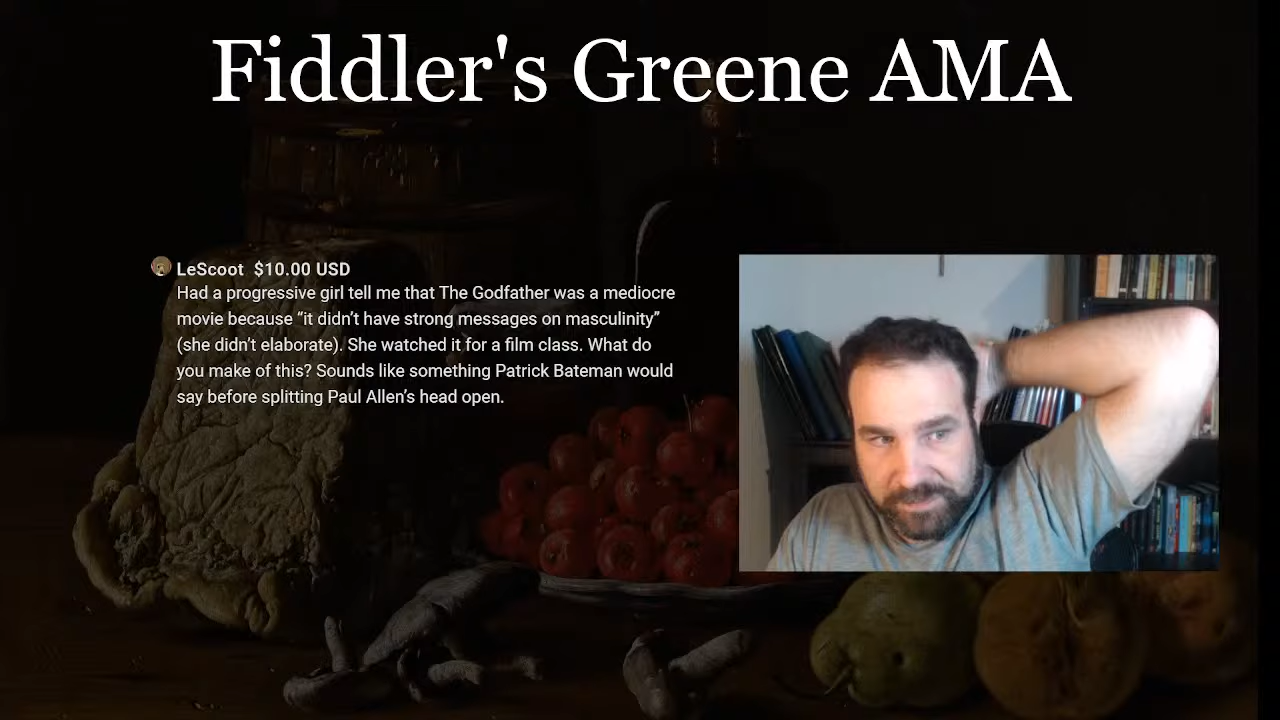 Fiddler's Greene AMA
LeScoot $10.00 USD
Had a progressive girl tell me that The Godfather was a mediocre
movie because “it didn’t have strong messages on masculinity”
(she didn’t elaborate). She watched it for a film class. What do
you make of this? Sounds like something Patrick Bateman would
say before splitting Paul Allen’s head open.